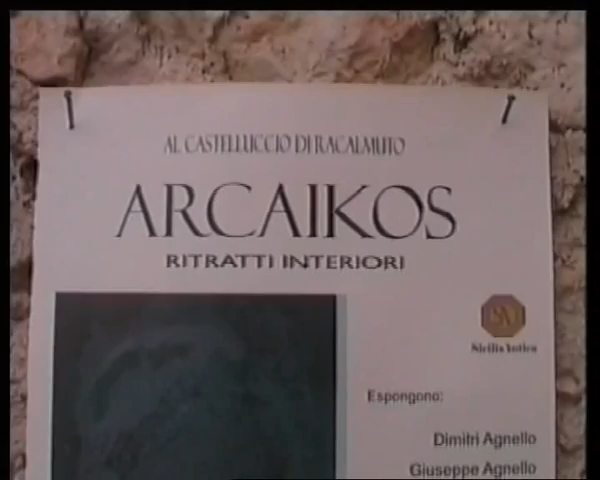 AL CASTELLUCCIO DI RACALMUTO
ARCAIKOS
RITRATTI INTERIORI
Sicilia Antica
Espongono:
Dimitri Agnello
Giuseppe Agnello